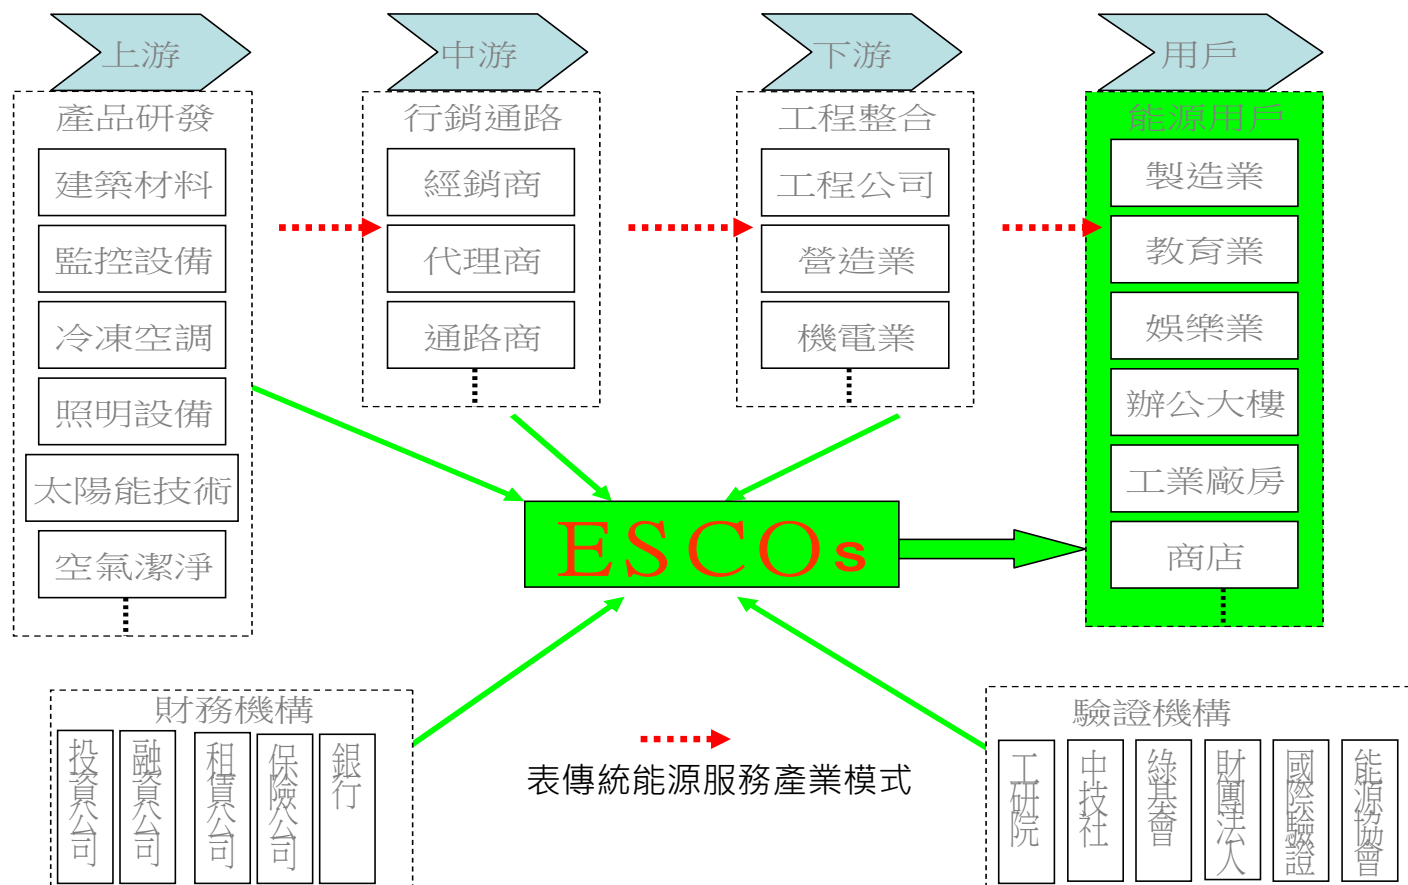 上游
中游
下游
用戶
產品研發
建築材料
監控設備
冷凍空調
照明設備
太陽能技術
空氣潔淨
行銷通路
經銷商
代理商
通路商
工程整合
工程公司
營造業
機電業
能源用戶
製造業
教育業
娛樂業
辦公大樓
工業廠房
商店
ESCOs
財務機構
投資公司
融資公司
租賃公司
保險公司
銀行
表傳統能源服務產業模式
驗證機構
工研院
中技社
綠基會
財團法人
國際驗證
能源協會